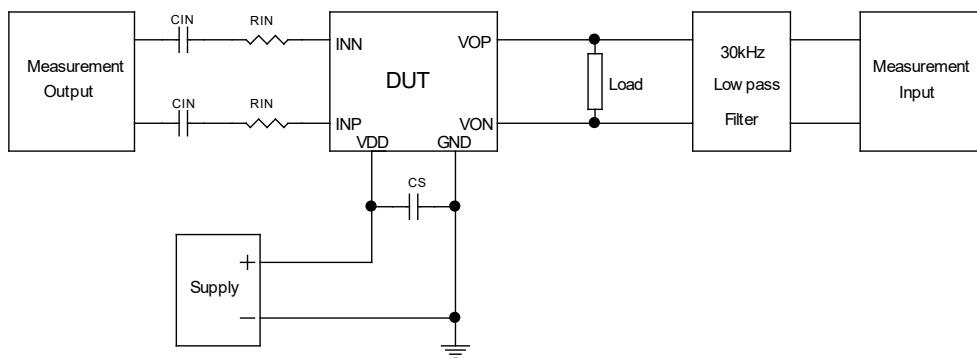 CIN
RIN
INN
VOP
30kHz
Measurement
Output
DUT
Low pass
Load
Measurement
Input
CIN
RIN
INP
VON
Filter
VDD
GND
CS
+
Supply
−